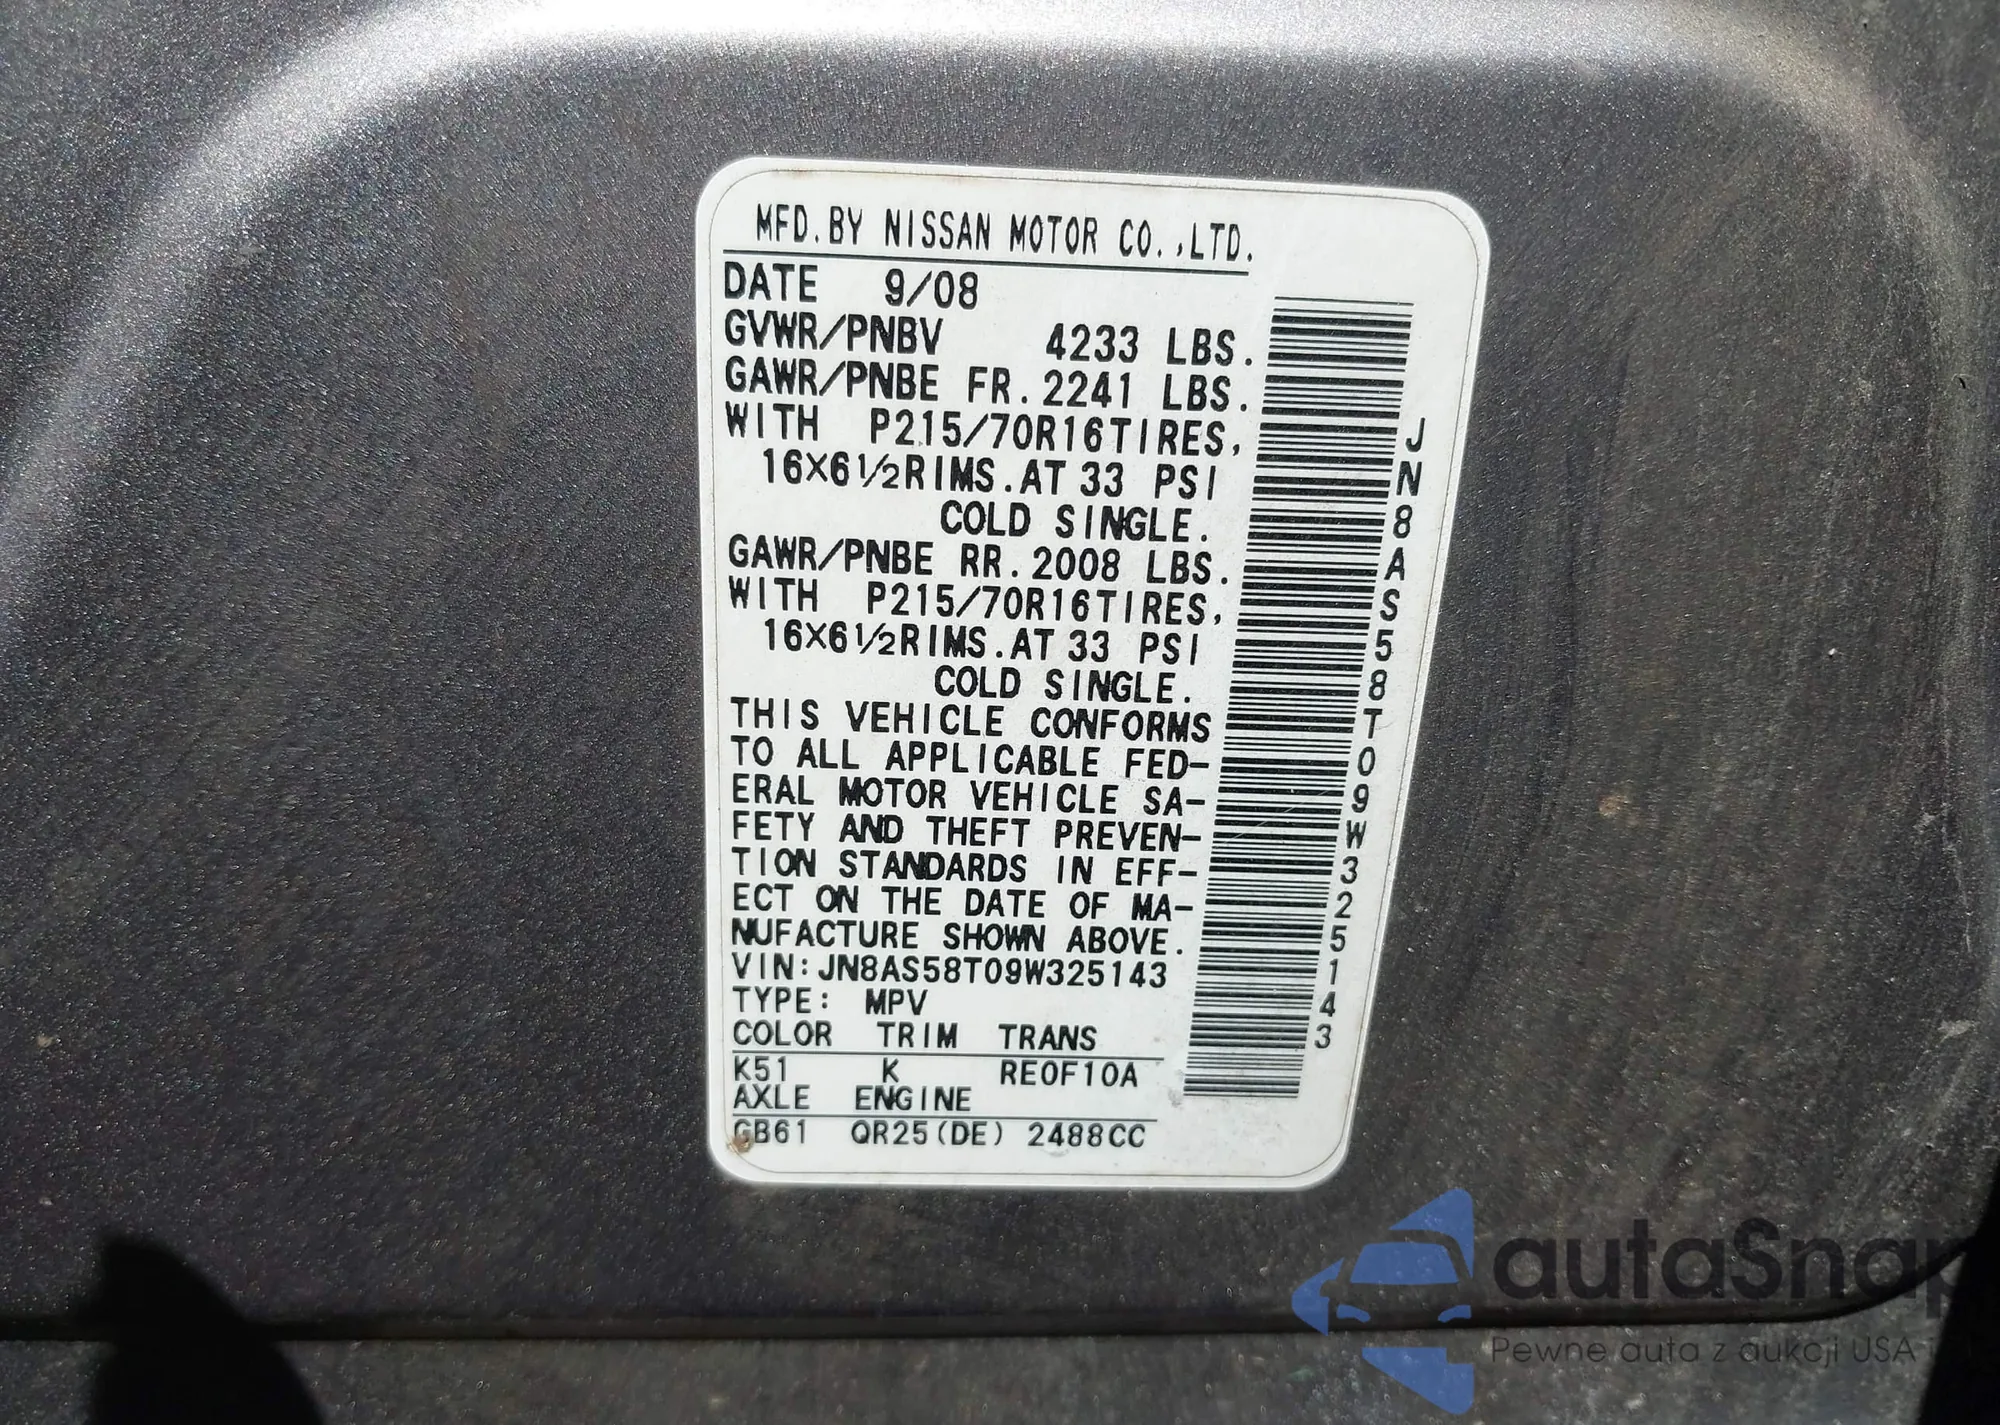 MFD.BY NISSAN MOTOR CO.,LTD.
DATE 9/08
GVWR/PNBV 4233 LBS.
GAWR/PNBE FR.2241 LBS.
WITH P215/70R16TIRES,
16X6½RIMS.AT 33 PSI
COLD SINGLE.
GAWR/PNBE RR.2008 LBS.
WITH P215/70R16TIRES,
16X6½RIMS.AT 33 PSI
COLD SINGLE.
THIS VEHICLE CONFORMS
TO ALL APPLICABLE FED-
ERAL MOTOR VEHICLE SA-
FETY AND THEFT PREVEN-
TION STANDARDS IN EFF-
ECT ON THE DATE OF MA-
NUFACTURE SHOWN ABOVE.
VIN:JN8AS58T09W325143
TYPE: MPV
COLOR TRIM TRANS
K51 K RE0F10A
AXLE ENGINE
GB61 QR25(DE) 2488CC
JN8AS58T09W325143
autaSnap
Pewne auta z aukcji USA i